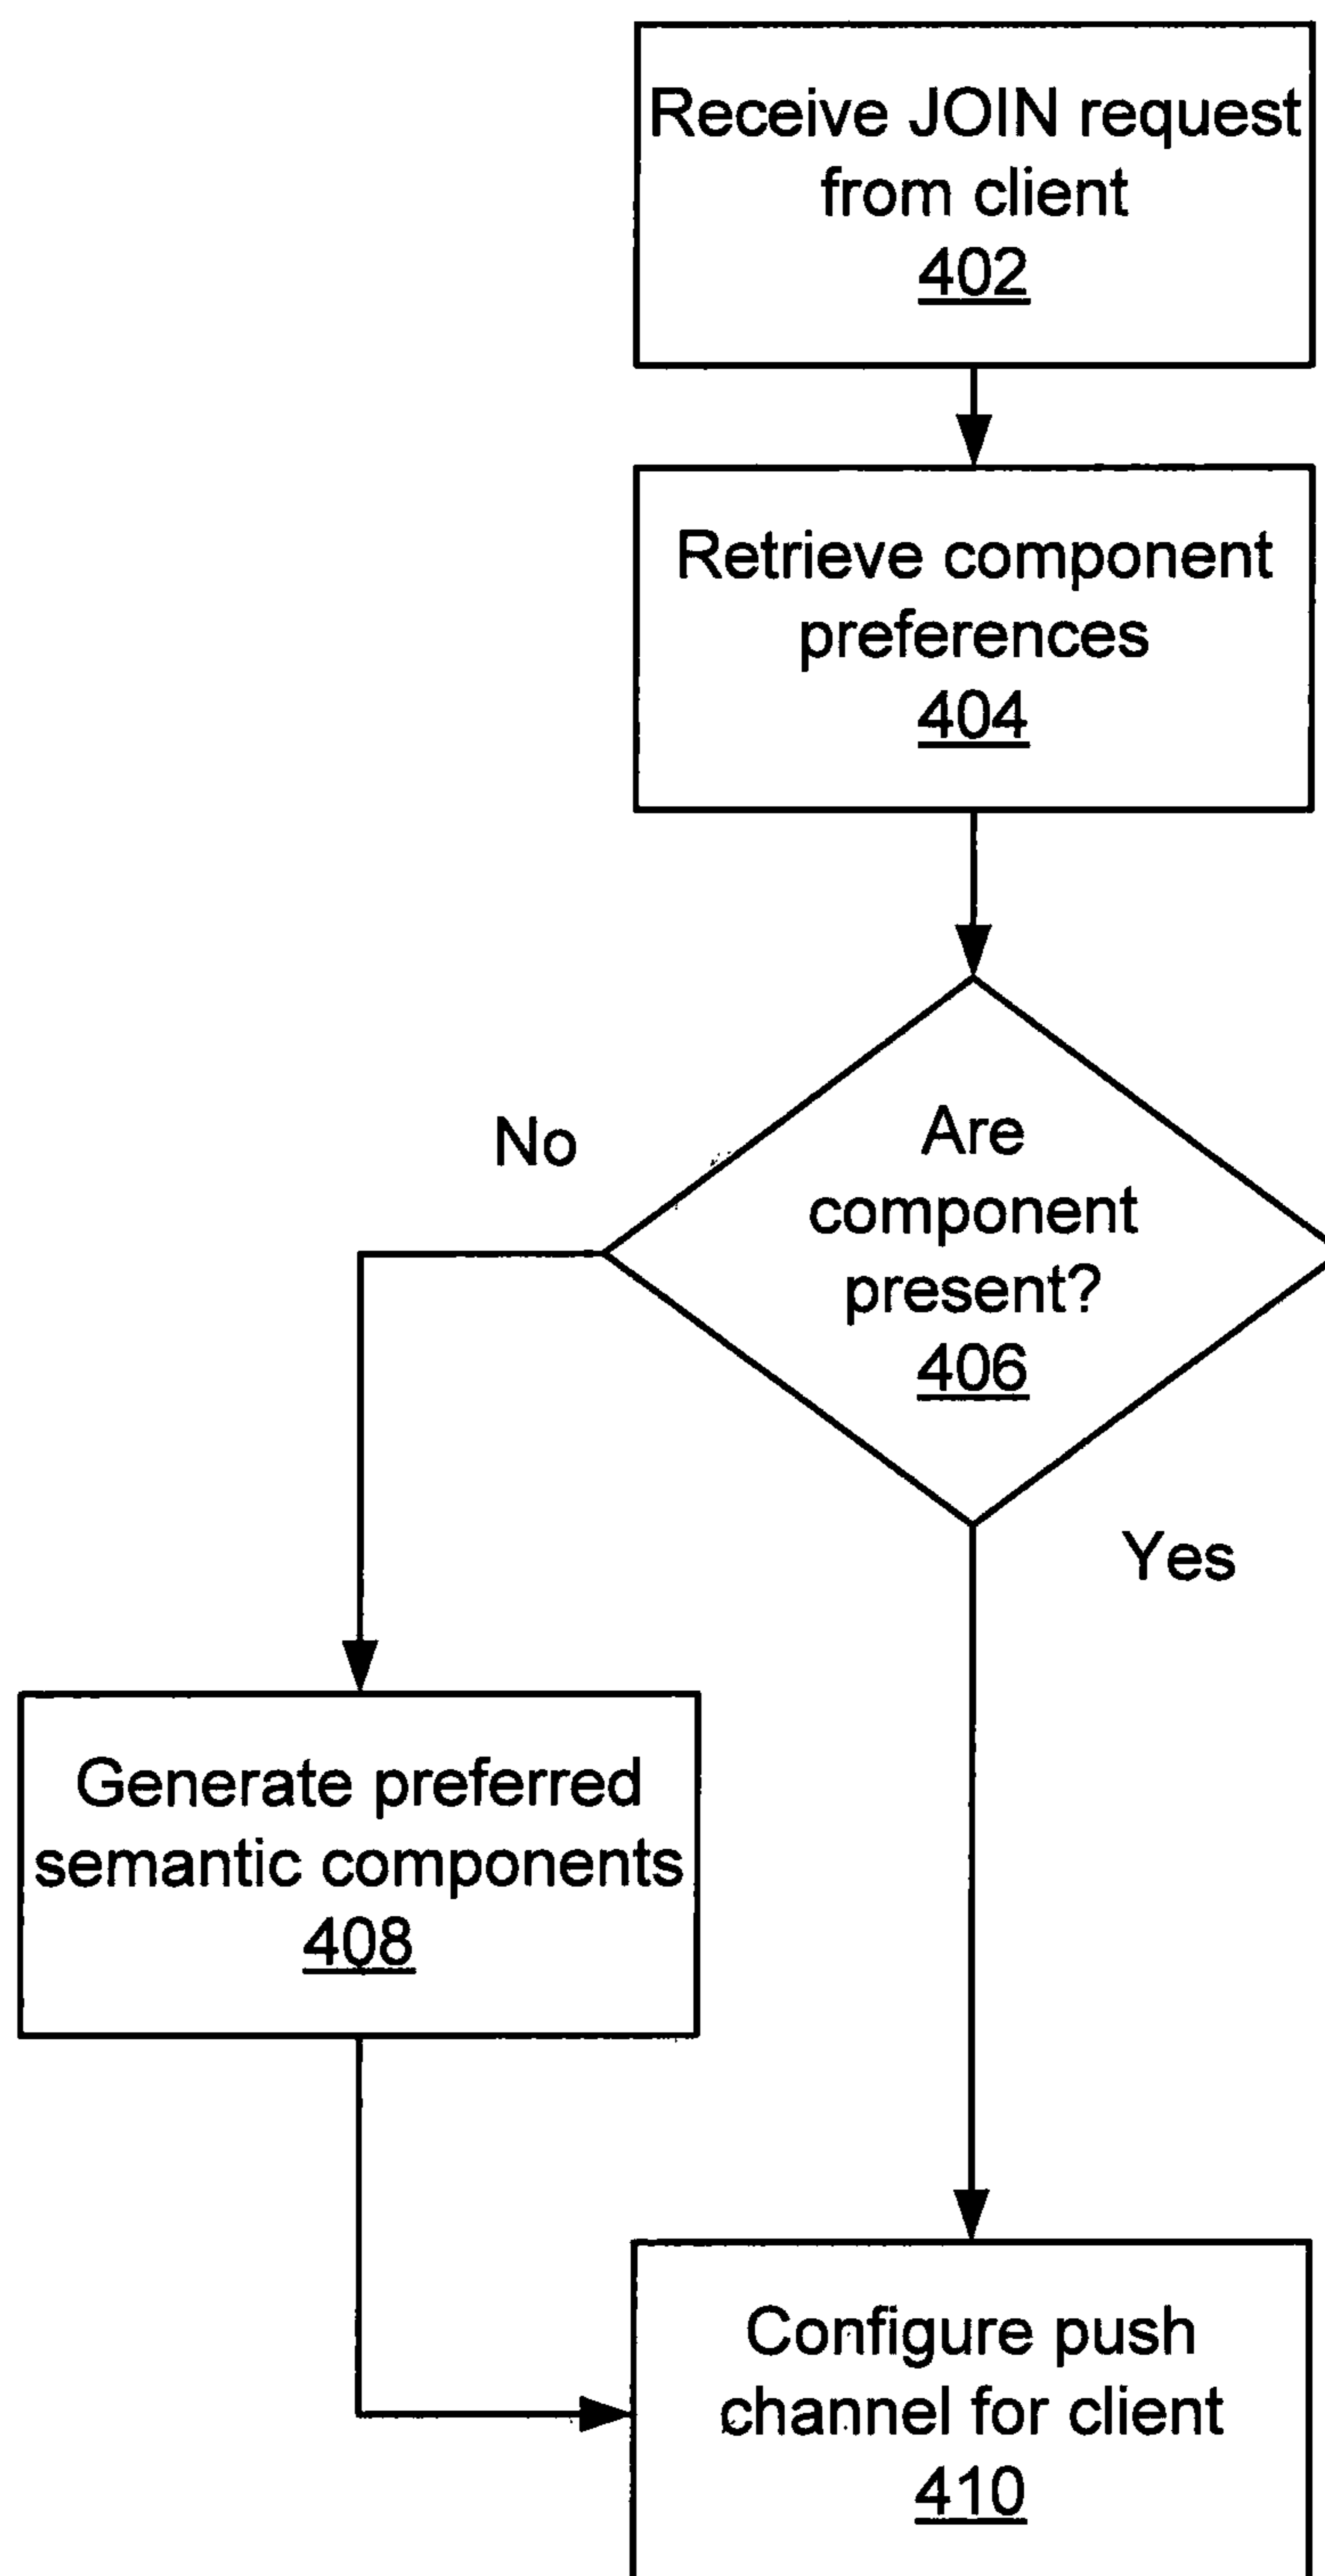 Receive JOIN request
from client
402
Retrieve component
preferences
404
No
Are
component
present?
406
Yes
Generate preferred
semantic components
408
Configure push
channel for client
410